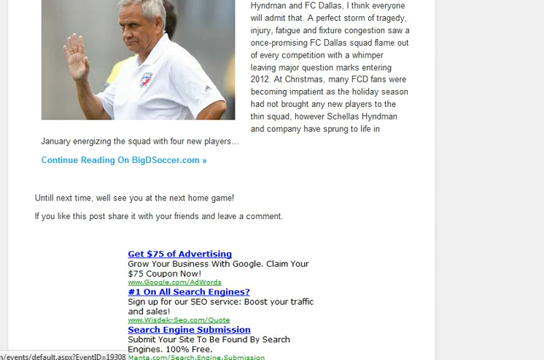 Hyndman and FC Dallas, I think everyone
will admit that. A perfect storm of tragedy,
injury, fatigue and fixture congestion saw a
once-promising FC Dallas squad flame out
of every competition with a whimper
leaving major question marks entering
2012. At Christmas, many FCD fans were
becoming impatient as the holiday season
had not brought any new players to the
thin squad, however Schellas Hyndman
and company have sprung to life in
January energizing the squad with four new players...
Continue Reading On BigDSoccer.com »
Untill next time, well see you at the next home game!
If you like this post share it with your friends and leave a comment.
Get $75 of Advertising
Grow Your Business With Google. Claim Your
$75 Coupon Now!
www.Google.com/AdWords
#1 On All Search Engines?
Sign up for our SEO service: Boost your traffic
and sales!
www.Wisdek-Seo.com/Quote
Search Engine Submission
Submit Your Site To Be Found By Search
Engines. 100% Free.
Manta.com/Search.Engine.Submission
m/events/default.aspx?EventID=19308